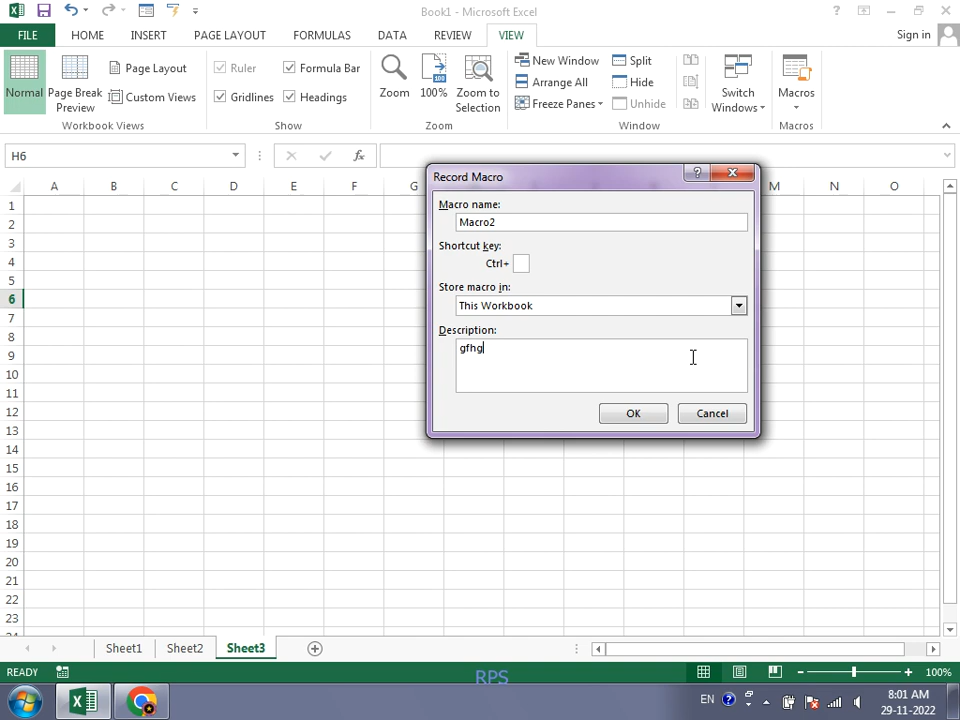 Book1 - Microsoft Excel
FILE HOME INSERT PAGE LAYOUT FORMULAS DATA REVIEW VIEW Sign in
Normal
Page Break Preview
Page Layout
Custom Views
Workbook Views
Ruler
Formula Bar
Gridlines
Headings
Show
Zoom
100
100%
Zoom to Selection
Zoom
New Window
Arrange All
Freeze Panes
Split
Hide
Unhide
Switch Windows
Window
Macros
Macros
H6
fx
A B C D E F G M N O
1
2
3
4
5
6
7
8
9
10
11
12
13
14
15
16
17
18
19
20
21
22
23
Record Macro
Macro name:
Macro2
Shortcut key:
Ctrl+
Store macro in:
This Workbook
Description:
gfhg
OK Cancel
Sheet1 Sheet2 Sheet3
READY 100%
RPS
EN 8:01 AM
29-11-2022